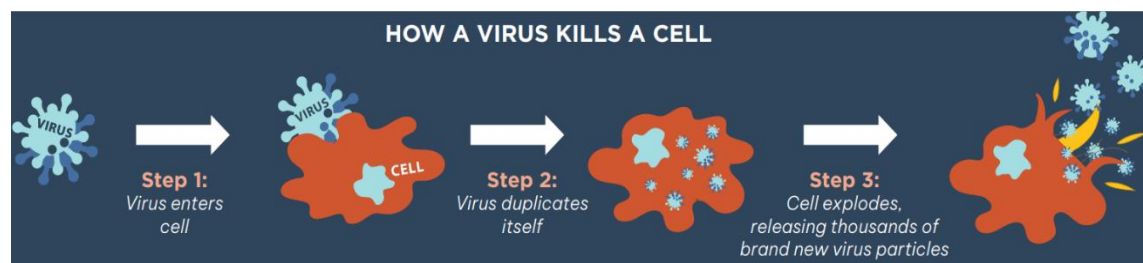 HOW A VIRUS KILLS A CELL
VIRUS
Step 1:
Virus enters
cell
VIRUS
CELL
Step 2:
Virus duplicates
itself
Step 3:
Cell explodes,
releasing thousands of
brand new virus particles